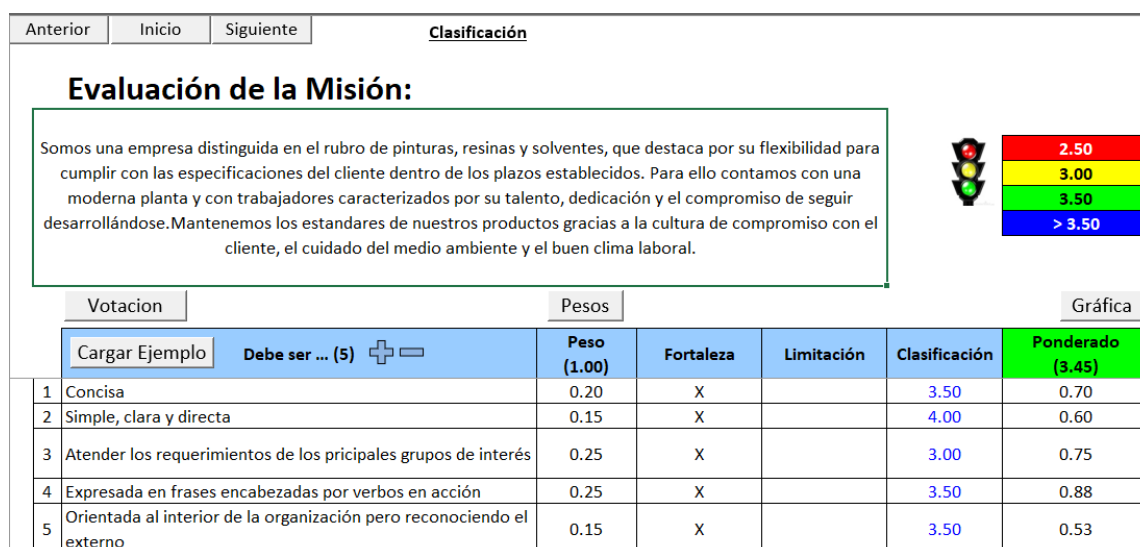 Anterior Inicio Siguiente Clasificación
Evaluación de la Misión:
Somos una empresa distinguida en el rubro de pinturas, resinas y solventes, que destaca por su flexibilidad para
cumplir con las especificaciones del cliente dentro de los plazos establecidos. Para ello contamos con una
moderna planta y con trabajadores caracterizados por su talento, dedicación y el compromiso de seguir
desarrollándose.Mantenemos los estandares de nuestros productos gracias a la cultura de compromiso con el
cliente, el cuidado del medio ambiente y el buen clima laboral.
2.50
3.00
3.50
> 3.50
Votacion Pesos Gráfica
Cargar Ejemplo Debe ser ... (5) Peso (1.00) Fortaleza Limitación Clasificación Ponderado (3.45)
1 Concisa 0.20 X 3.50 0.70
2 Simple, clara y directa 0.15 X 4.00 0.60
3 Atender los requerimientos de los pricipales grupos de interés 0.25 X 3.00 0.75
4 Expresada en frases encabezadas por verbos en acción 0.25 X 3.50 0.88
5 Orientada al interior de la organización pero reconociendo el
externo 0.15 X 3.50 0.53